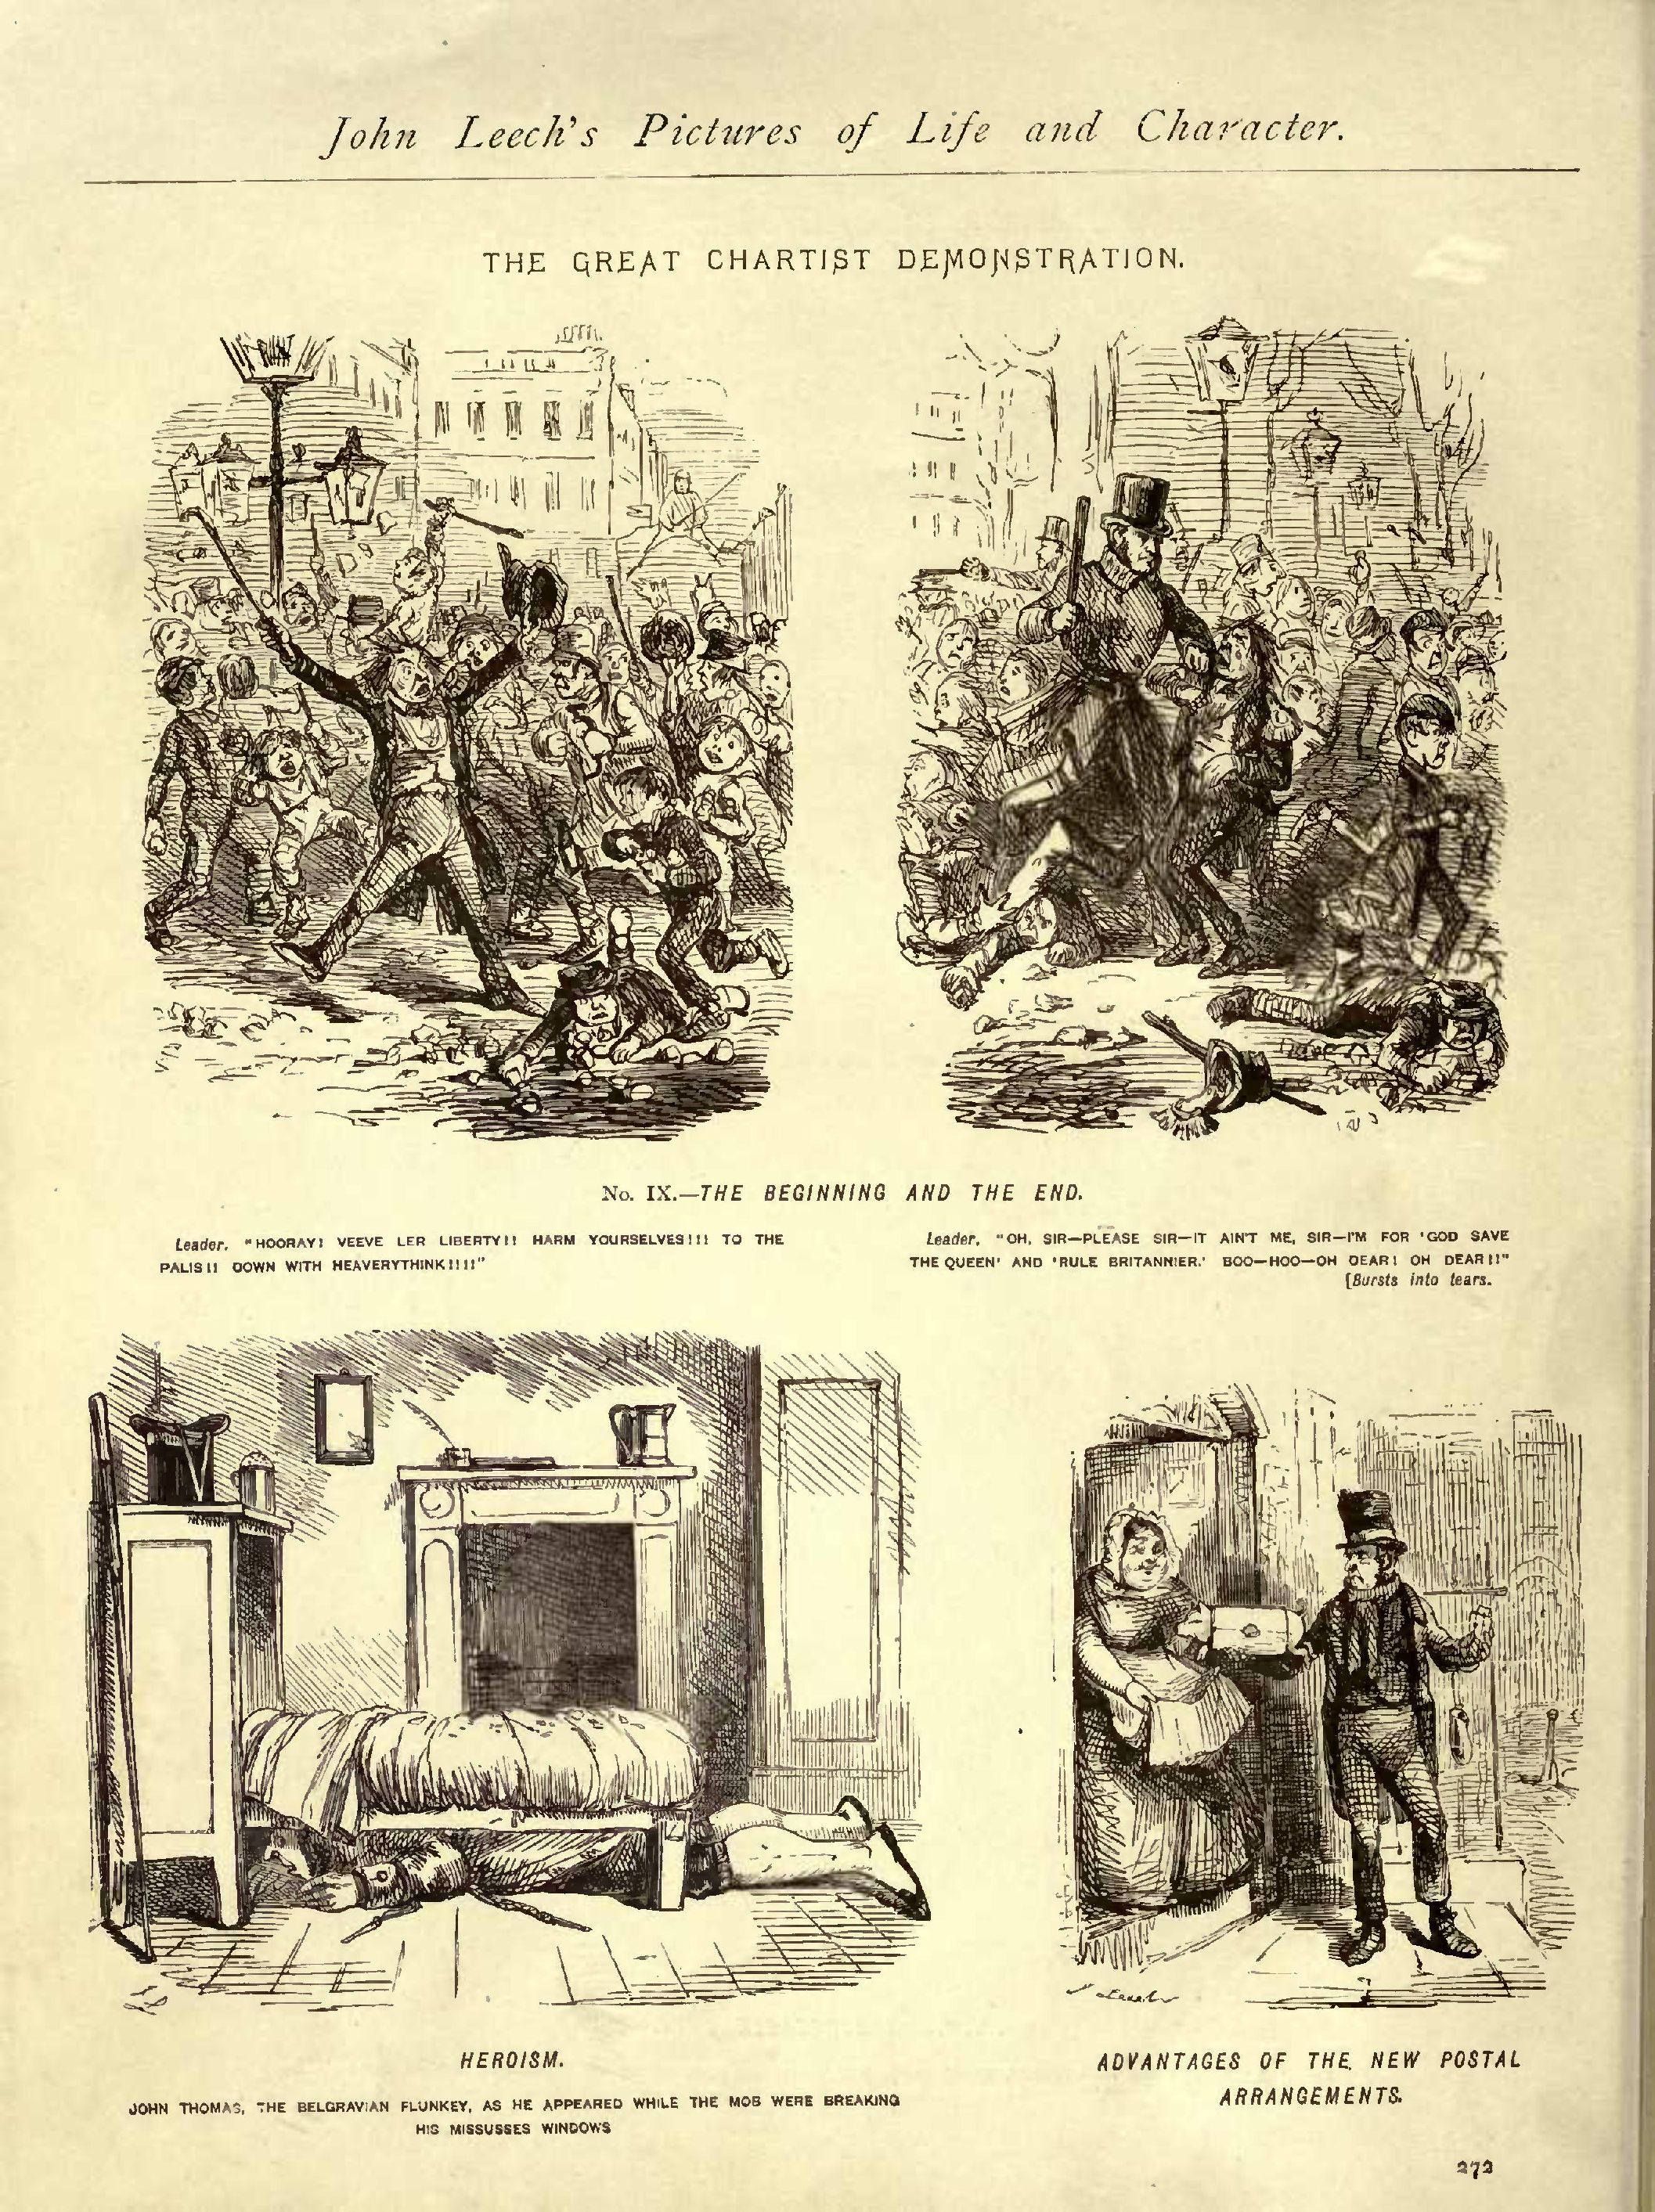 John Leech's Pictures of Life and Character.
THE GREAT CHARTIST DEMONSTRATION.
No. IX.—THE BEGINNING AND THE END.
Leader. "HOORAY! VEEVE LER LIBERTY!! HARM YOURSELVES!!! TO THE
PALIS!! DOWN WITH HEAVERYTHINK!!!!"
Leader. "OH, SIR—PLEASE SIR—IT AIN'T ME, SIR—I'M FOR 'GOD SAVE
THE QUEEN' AND 'RULE BRITANNIER.' BOO—HOO—OH DEAR! OH DEAR!!"
[Bursts into tears.
J Leech
HEROISM.
JOHN THOMAS, THE BELGRAVIAN FLUNKEY, AS HE APPEARED WHILE THE MOB WERE BREAKING
HIS MISSUSSES WINDOWS
ADVANTAGES OF THE NEW POSTAL
ARRANGEMENTS.
272